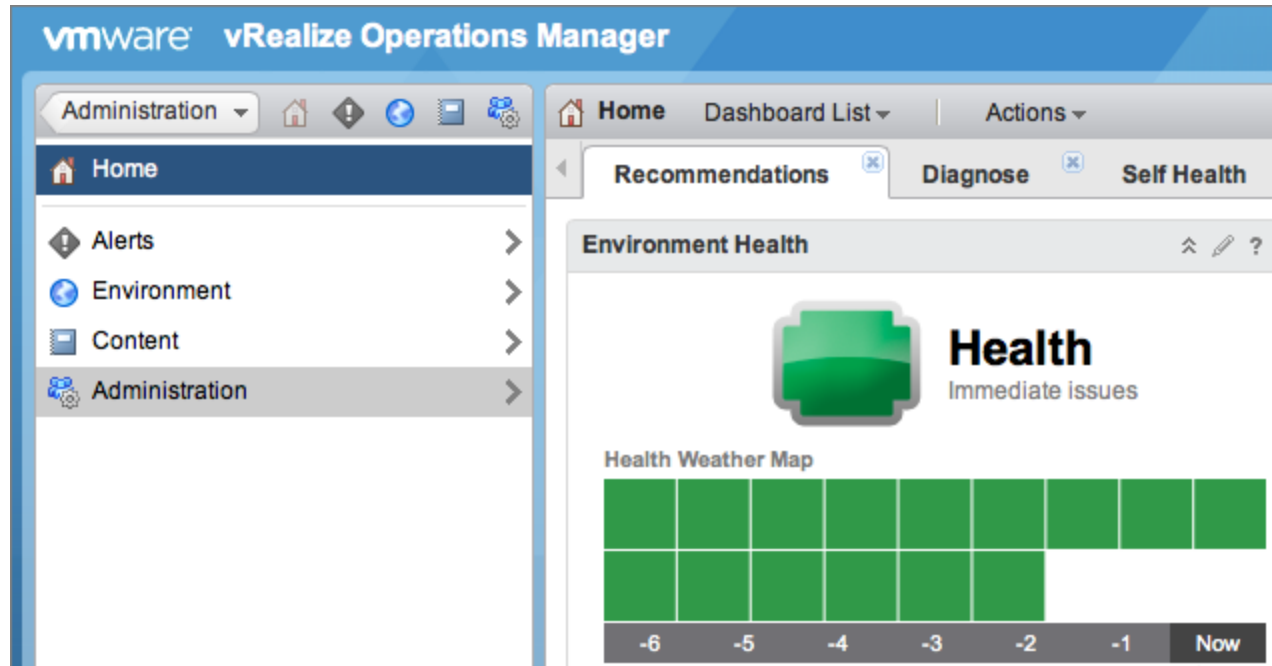 vmware vRealize Operations Manager
Administration
Home Dashboard List Actions
Home
Recommendations Diagnose Self Health
Alerts
Environment
Content
Administration
Environment Health ?
Health
Immediate issues
Health Weather Map
-6 -5 -4 -3 -2 -1 Now